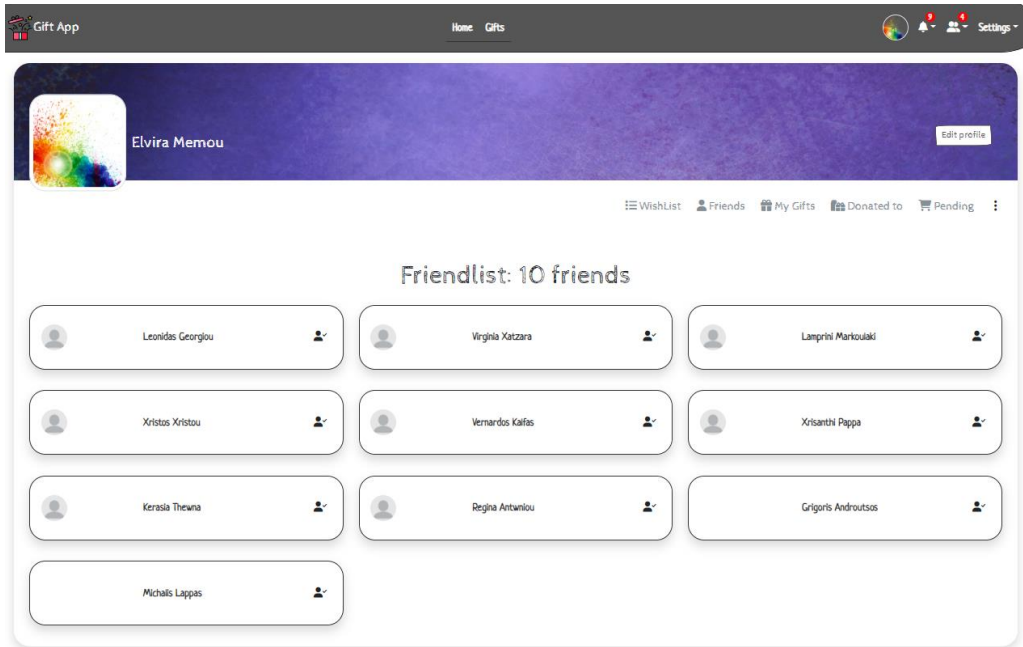 Gift App
Home Gifts
9 4 Settings
Elvira Memou
Edit profile
WishList Friends My Gifts Donated to Pending
Friendlist: 10 friends
Leonidas Georgiou Virginia Xatzara Lamprini Markoulaki
Xristos Xristou Vernardos Kaifas Xrisanthi Pappa
Kerasia Thewna Regina Antwniou Grigoris Androutsos
Michalis Lappas